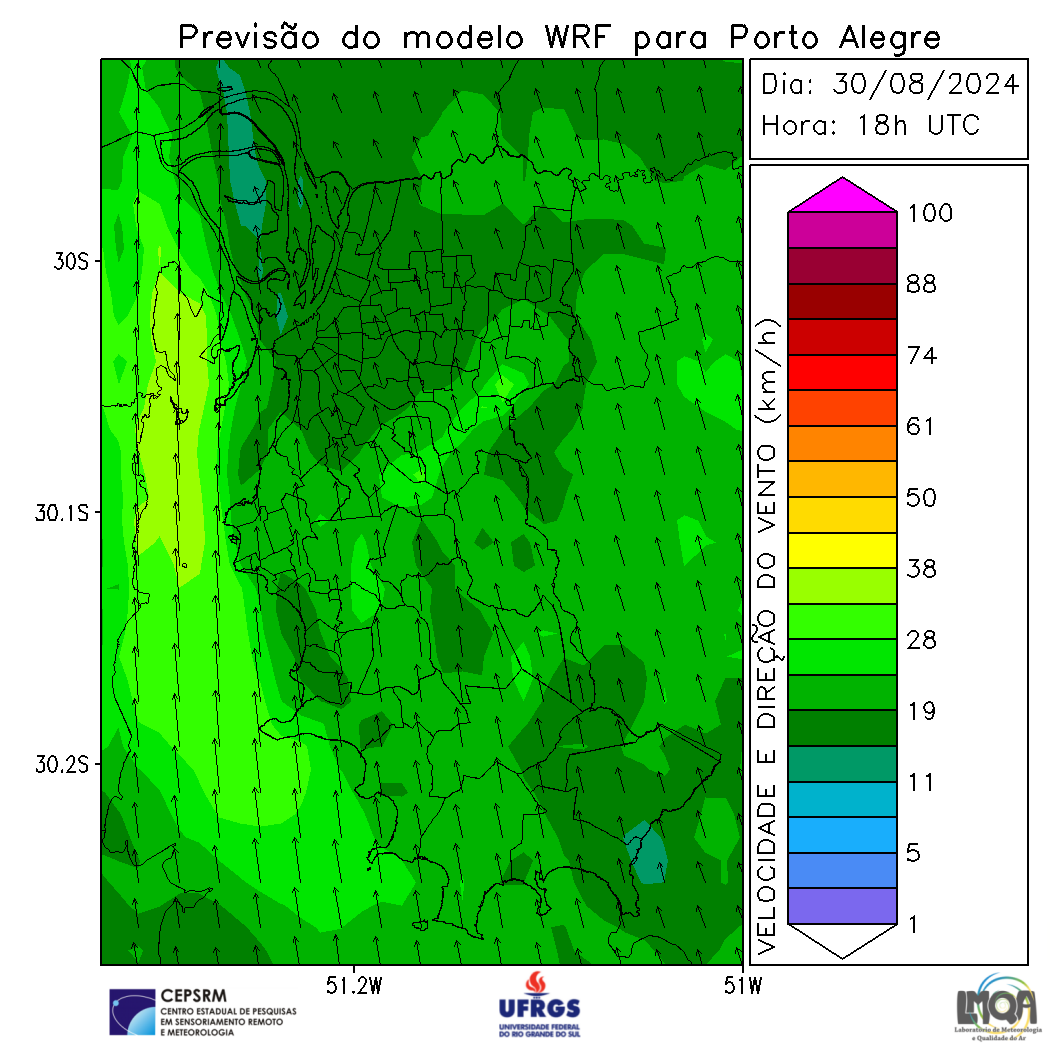 Previsão do modelo WRF para Porto Alegre
Dia: 30/08/2024
Hora: 18h UTC
30S
30.1S
30.2S
51.2W
51W
VELOCIDADE E DIREÇÃO DO VENTO (km/h)
100
88
74
61
50
38
28
19
11
5
1
CEPSRM
CENTRO ESTADUAL DE PESQUISAS
EM SENSORIAMENTO REMOTO
E METEOROLOGIA
UFRGS
UNIVERSIDADE FEDERAL
DO RIO GRANDE DO SUL
LMQA
Laboratório de Meteorologia
e Qualidade do Ar